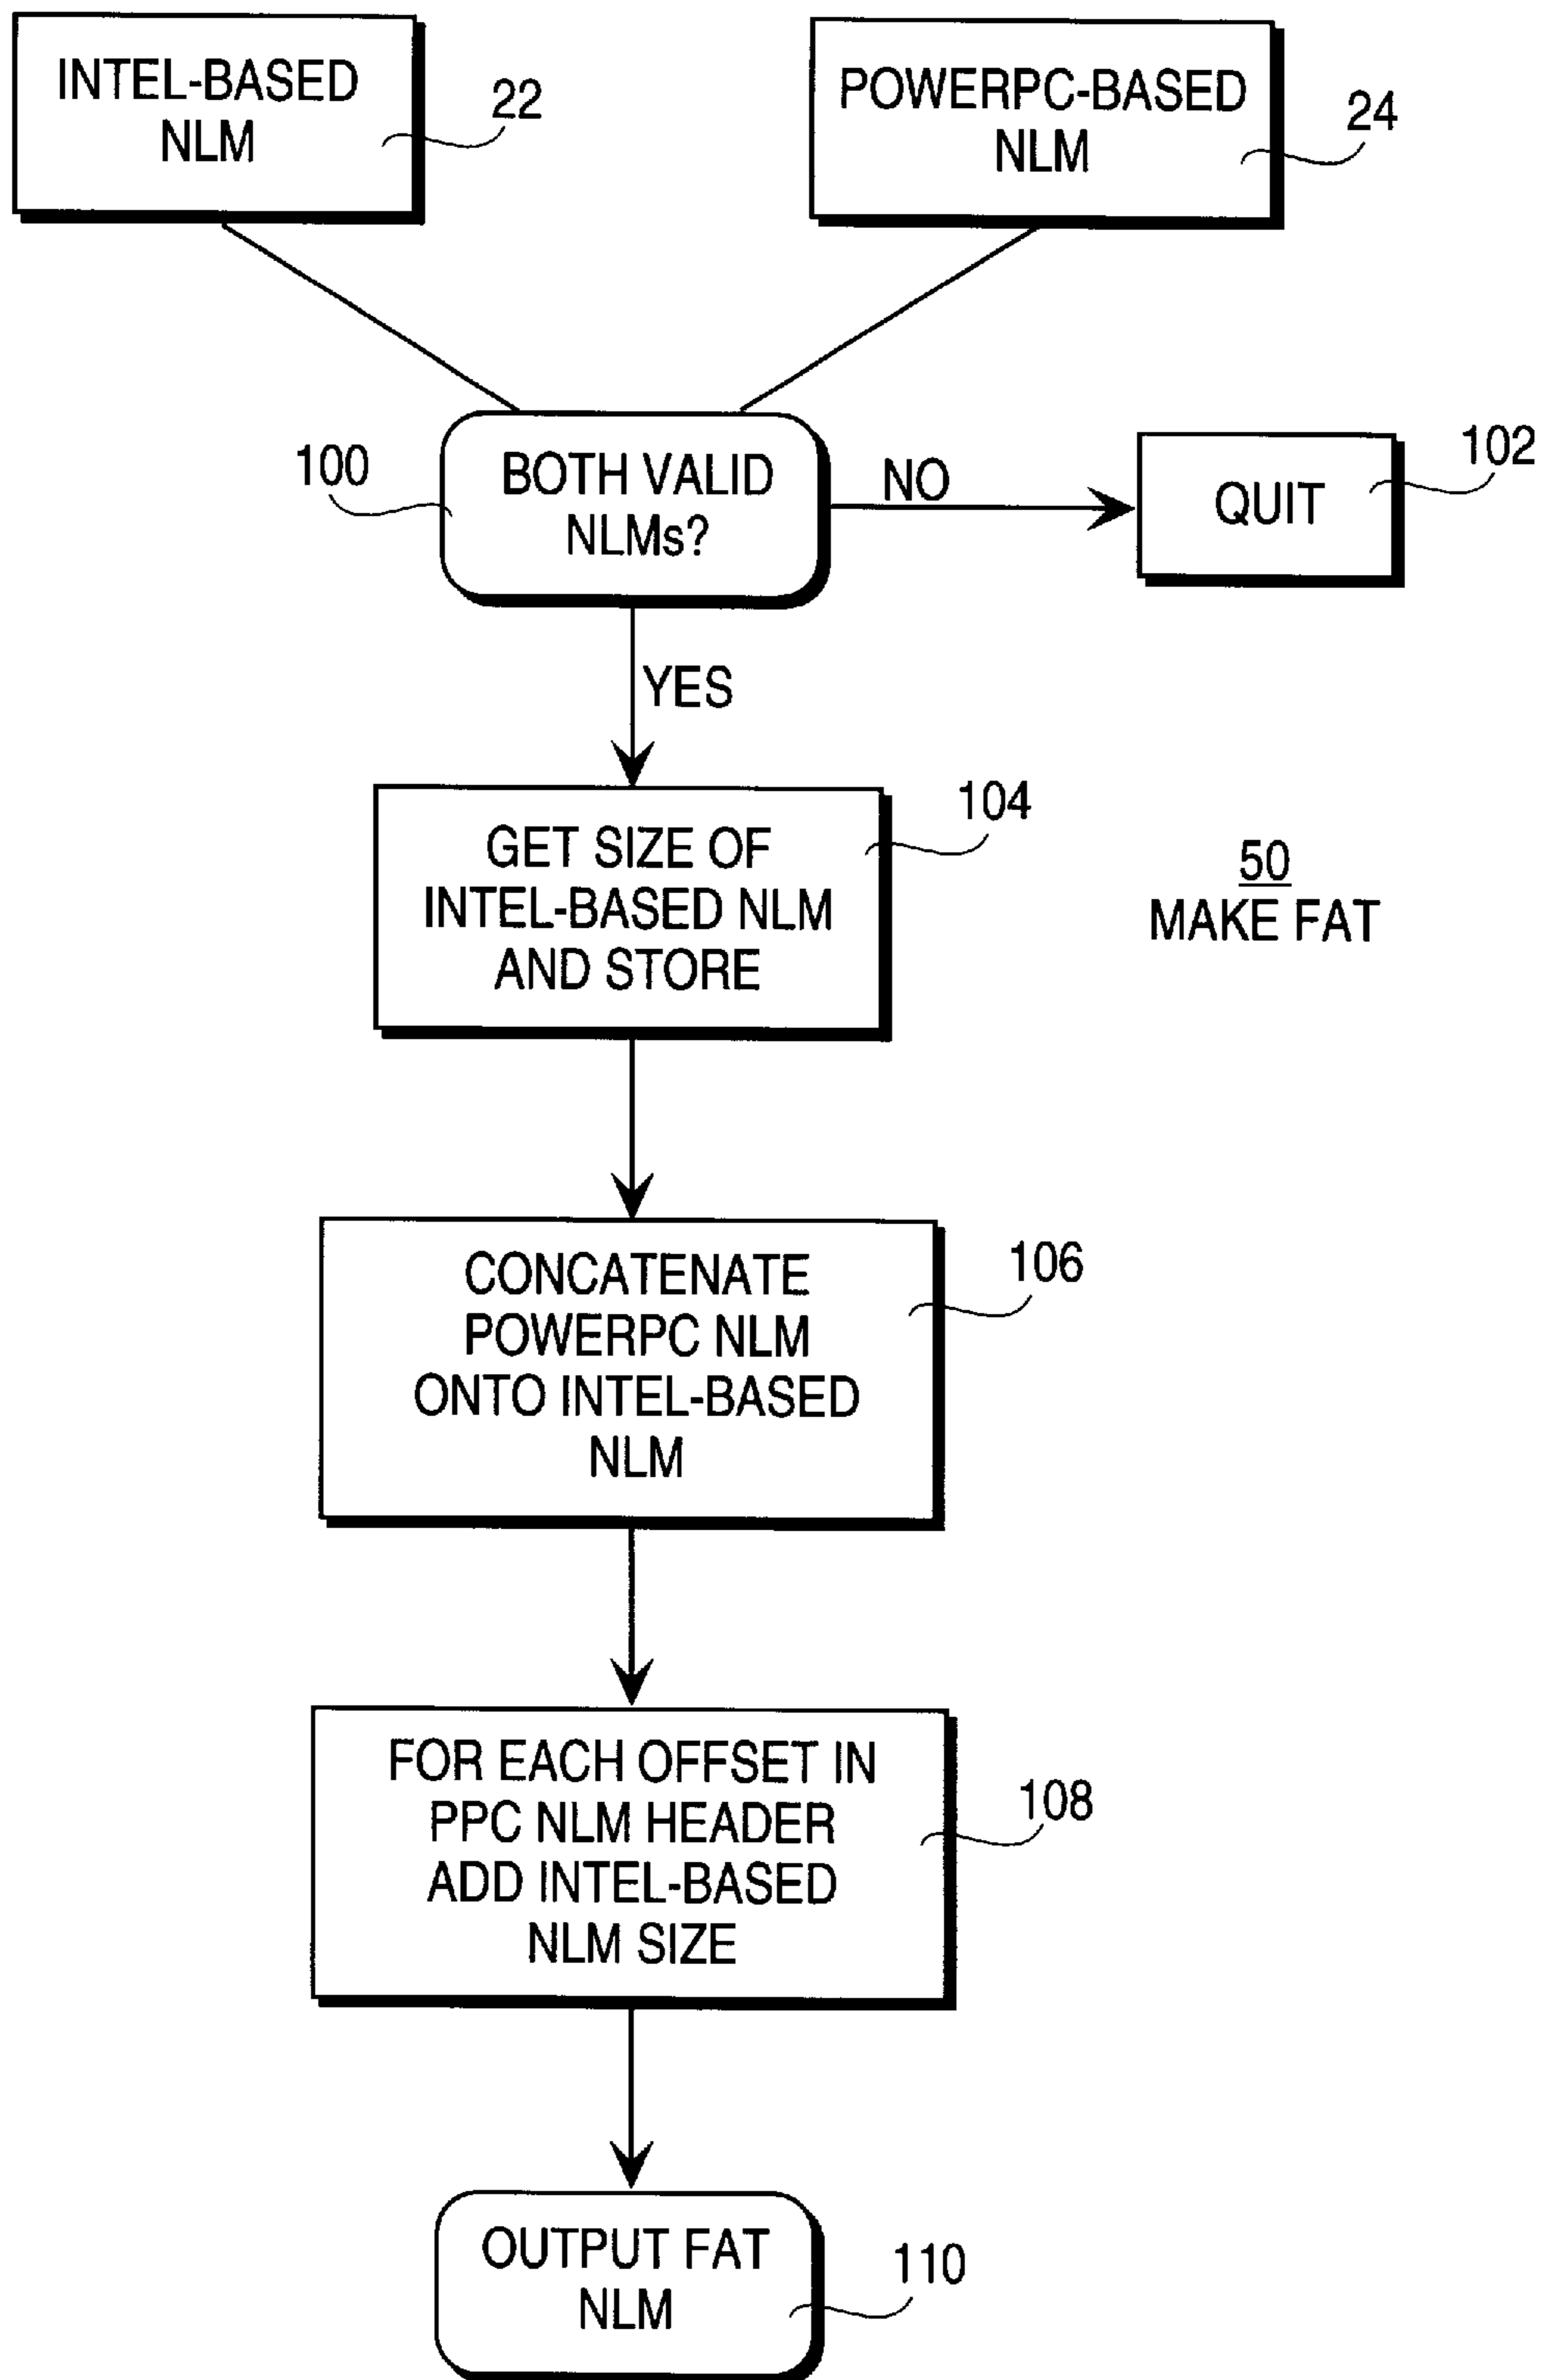 INTEL-BASED
NLM
22
POWERPC-BASED
NLM
24
100
BOTH VALID
NLMs?
NO
QUIT
102
YES
GET SIZE OF
INTEL-BASED NLM
AND STORE
104
50
MAKE FAT
CONCATENATE
POWERPC NLM
ONTO INTEL-BASED
NLM
106
FOR EACH OFFSET IN
PPC NLM HEADER
ADD INTEL-BASED
NLM SIZE
108
OUTPUT FAT
NLM
110